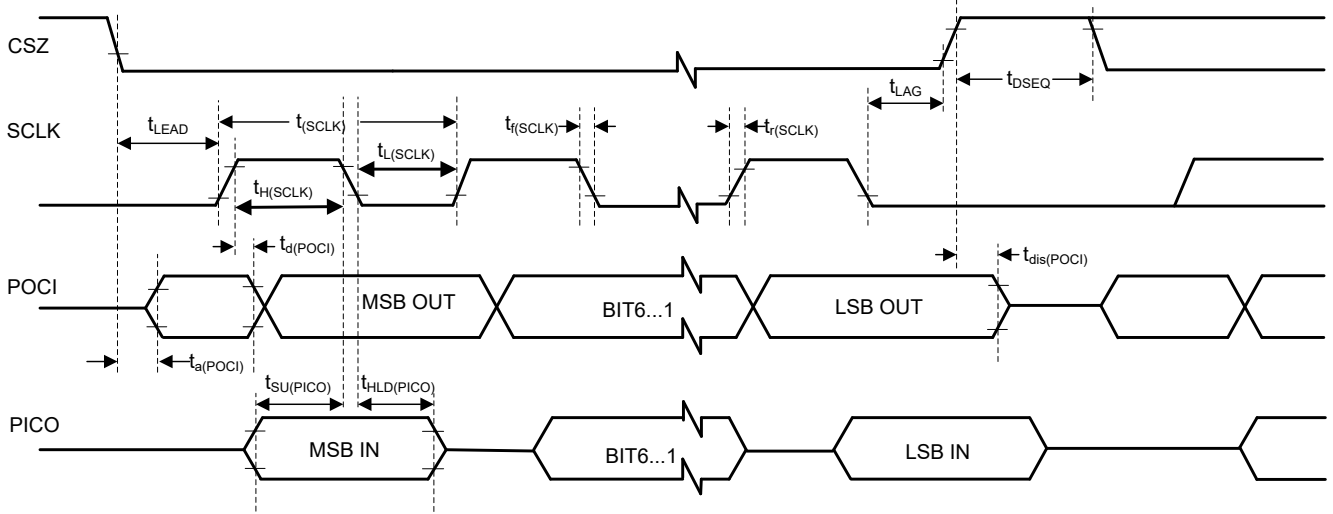 CSZ
tLAG
tDSEQ
SCLK
tLEAD
t(SCLK)
tf(SCLK)
tr(SCLK)
tL(SCLK)
tH(SCLK)
td(POCI)
tdis(POCI)
POCI
MSB OUT
BIT6...1
LSB OUT
ta(POCI)
tSU(PICO)
tHLD(PICO)
PICO
MSB IN
BIT6...1
LSB IN